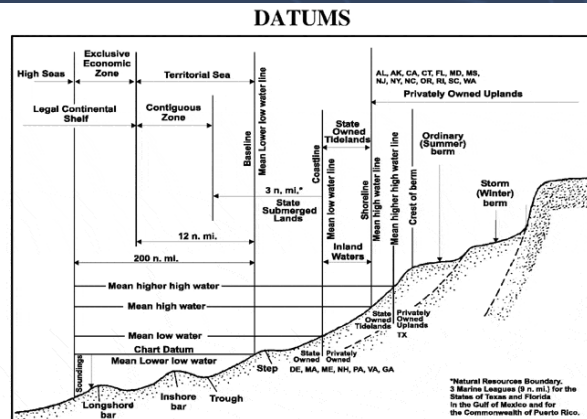 DATUMS
Exclusive
Economic
Zone
High Seas
Territorial Sea
AL, AK, CA, CT, FL, MD, MS,
NJ, NY, NC, OR, RI, SC, WA
Privately Owned Uplands
Legal Continental
Shelf
Contiguous
Zone
Baseline
Mean Lower low water line
State
Owned
Tidelands
Coastline
Mean low water line
Shoreline
Mean high water line
Mean higher high water line
Crest of berm
Ordinary
(Summer)
berm
Storm
(Winter)
berm
3 n. mi.*
State
Submerged
Lands
12 n. mi.
200 n. mi.
Inland
Waters
Mean higher high water
Mean high water
Mean low water
Chart Datum
Mean Lower low water
State
Owned
Tidelands
Privately
Owned
Uplands
TX
State
Owned
Privately
Owned
DE, MA, ME, NH, PA, VA, GA
Soundings
Longshore
bar
Inshore
bar
Trough
Step
*Natural Resources Boundary.
3 Marine Leagues (9 n. mi.) for the
States of Texas and Florida
in the Gulf of Mexico and for
the Commonwealth of Puerto Rico.